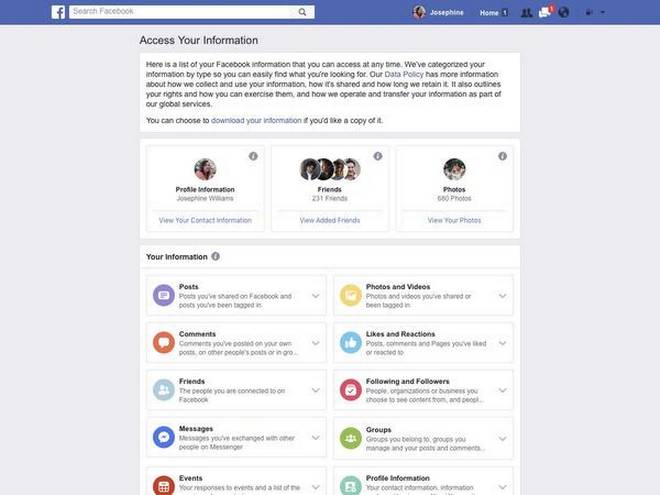 Search Facebook
Josephine
Home 1
1
Access Your Information
Here is a list of your Facebook information that you can access at any time. We've categorized your
information by type so you can easily find what you're looking for. Our Data Policy has more information
about how we collect and use your information, how it's shared and how long we retain it. It also outlines
your rights and how you can exercise them, and how we operate and transfer your information as part of
our global services.
You can choose to download your information if you'd like a copy of it.
Profile Information
Josephine Williams
View Your Contact Information
Friends
231 Friends
View Added Friends
Photos
680 Photos
View Your Photos
Your Information
Posts
Posts you've shared on Facebook and
posts you've been tagged in
Photos and Videos
Photos and videos you've shared or
been tagged in
Comments
Comments you've posted on your own
posts, on other people's posts or in gro...
Likes and Reactions
Posts, comments and Pages you've liked
or reacted to
Friends
The people you are connected to on
Facebook
Following and Followers
People, organizations or business you
choose to see content from, and peopl...
Messages
Messages you've exchanged with other
people on Messenger
Groups
Groups you belong to, groups you
manage and your posts and comments...
Events
Your responses to events and a list of the
Profile Information
Your contact information, information